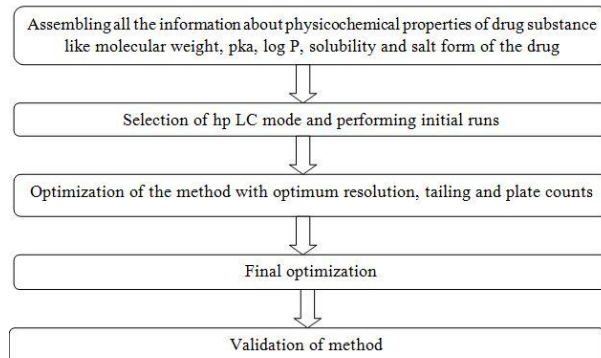 Assembling all the information about physicochemical properties of drug substance
like molecular weight, pka, log P, solubility and salt form of the drug
Selection of hp LC mode and performing initial runs
Optimization of the method with optimum resolution, tailing and plate counts
Final optimization
Validation of method